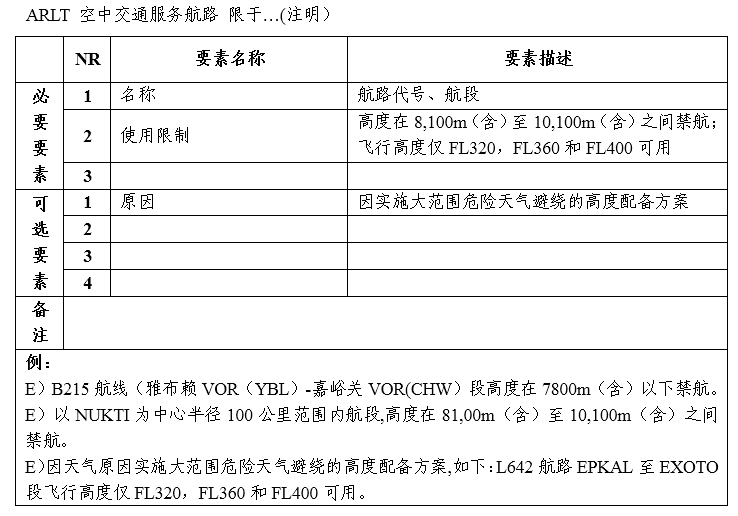 ARLT 空中交通服务航路 限于…(注明）
NR 要素名称 要素描述
必要要素 1 名称 航路代号、航段
2 使用限制 高度在 8,100m（含）至 10,100m（含）之间禁航；
飞行高度仅 FL320，FL360 和 FL400 可用
3
可选要素 1 原因 因实施大范围危险天气避绕的高度配备方案
2
3
4
备注
例：
E）B215 航线（雅布赖 VOR（YBL）-嘉峪关 VOR(CHW）段高度在 7800m（含）以下禁航。
E）以 NUKTI 为中心半径 100 公里范围内航段,高度在 81,00m（含）至 10,100m（含）之间
禁航。
E)因天气原因实施大范围危险天气避绕的高度配备方案,如下：L642 航路 EPKAL 至 EXOTO
段飞行高度仅 FL320，FL360 和 FL400 可用。